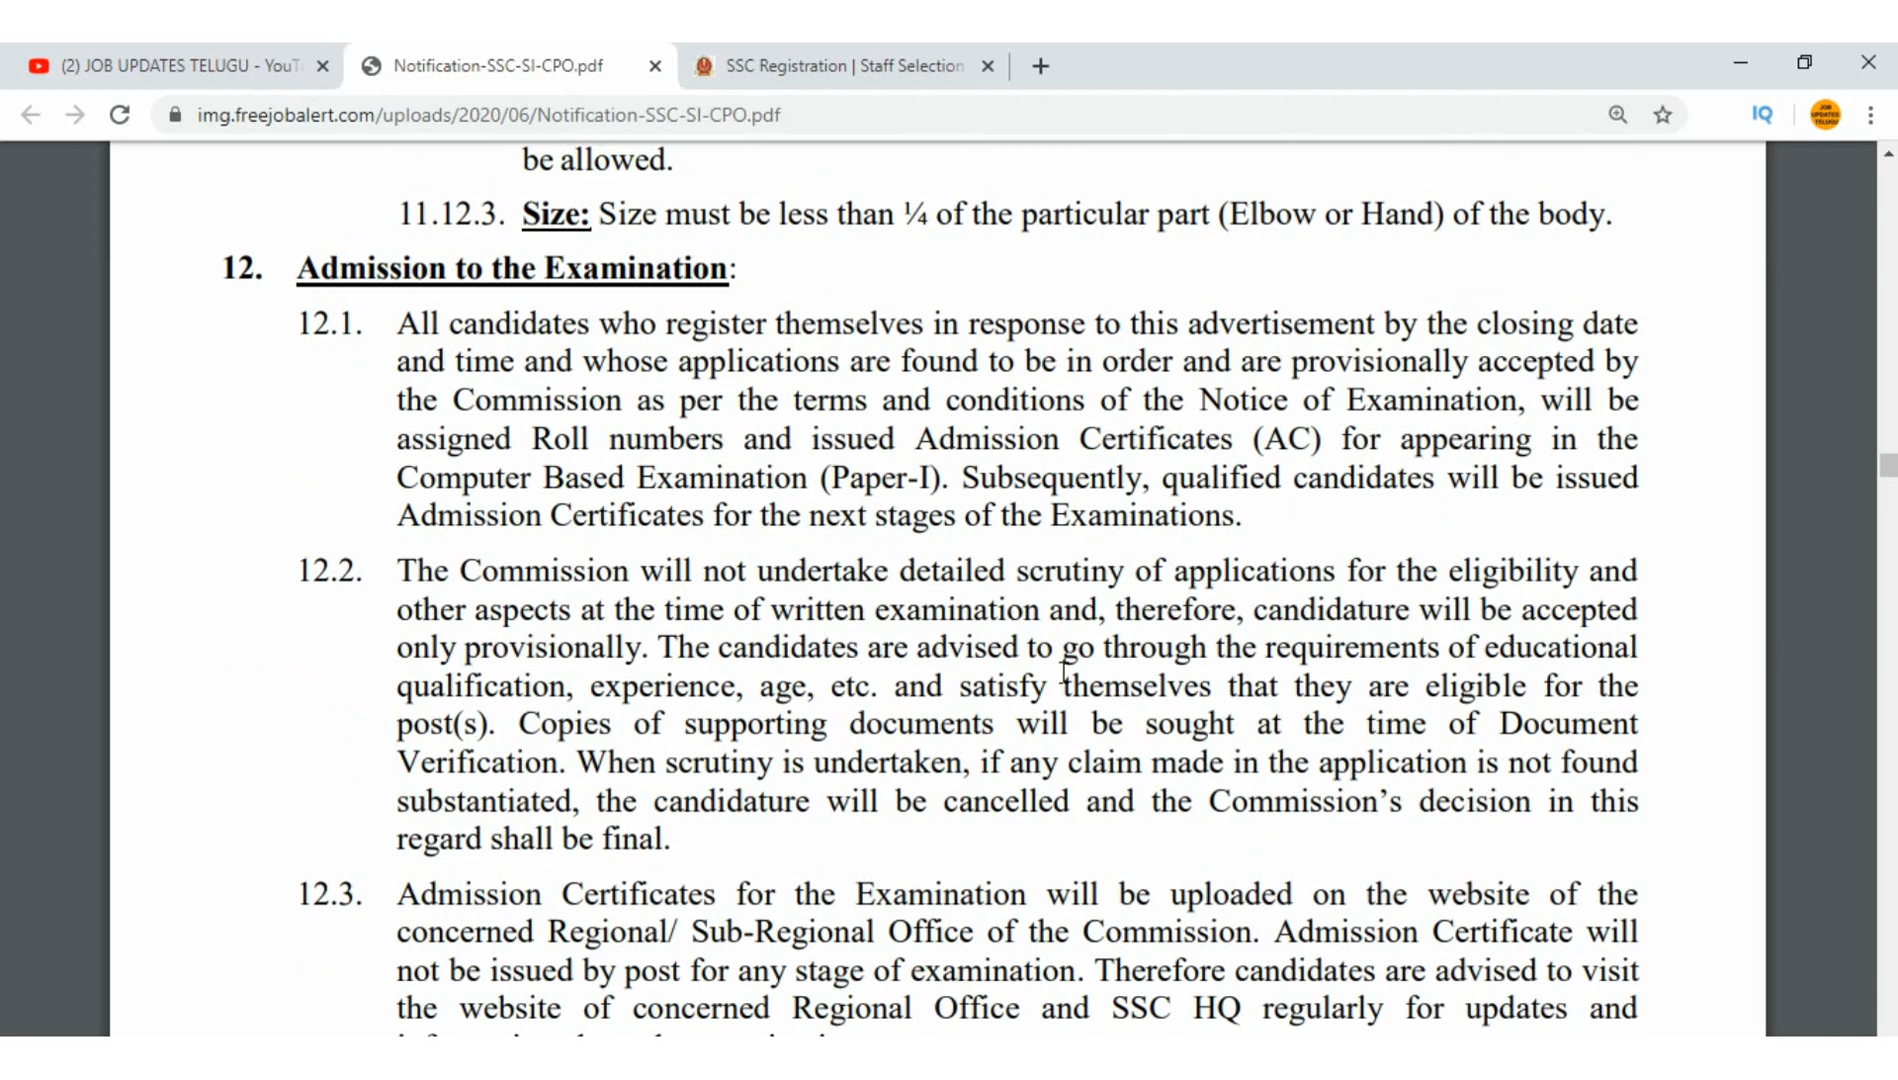 (2) JOB UPDATES TELUGU - YouT
Notification-SSC-SI-CPO.pdf
SSC Registration | Staff Selection
img.freejobalert.com/uploads/2020/06/Notification-SSC-SI-CPO.pdf
IQ
JOB UPDATES TELUGU
be allowed.
11.12.3. Size: Size must be less than ¼ of the particular part (Elbow or Hand) of the body.
12. Admission to the Examination:
12.1. All candidates who register themselves in response to this advertisement by the closing date
and time and whose applications are found to be in order and are provisionally accepted by
the Commission as per the terms and conditions of the Notice of Examination, will be
assigned Roll numbers and issued Admission Certificates (AC) for appearing in the
Computer Based Examination (Paper-I). Subsequently, qualified candidates will be issued
Admission Certificates for the next stages of the Examinations.
12.2. The Commission will not undertake detailed scrutiny of applications for the eligibility and
other aspects at the time of written examination and, therefore, candidature will be accepted
only provisionally. The candidates are advised to go through the requirements of educational
qualification, experience, age, etc. and satisfy themselves that they are eligible for the
post(s). Copies of supporting documents will be sought at the time of Document
Verification. When scrutiny is undertaken, if any claim made in the application is not found
substantiated, the candidature will be cancelled and the Commission's decision in this
regard shall be final.
12.3. Admission Certificates for the Examination will be uploaded on the website of the
concerned Regional/ Sub-Regional Office of the Commission. Admission Certificate will
not be issued by post for any stage of examination. Therefore candidates are advised to visit
the website of concerned Regional Office and SSC HQ regularly for updates and